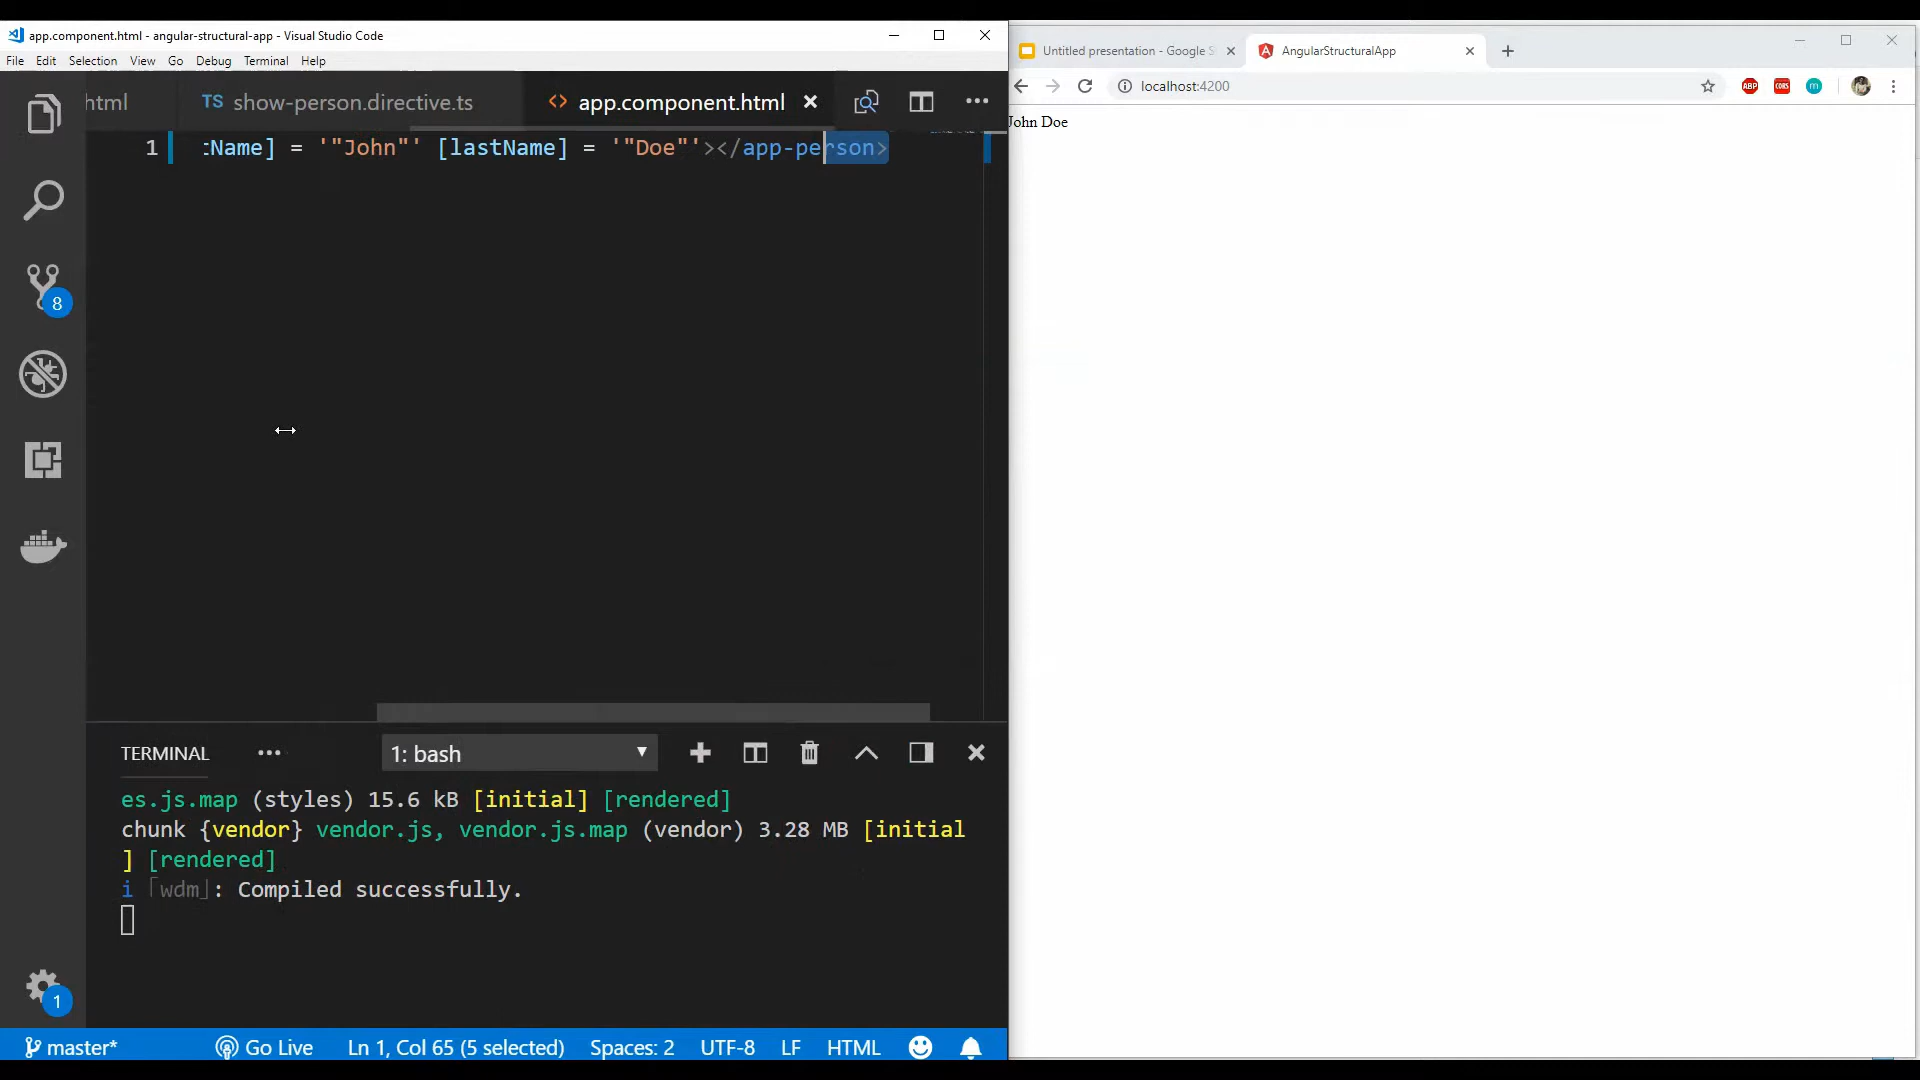 app.component.html - angular-structural-app - Visual Studio Code
File Edit Selection View Go Debug Terminal Help
html TS show-person.directive.ts <> app.component.html
1 :Name] = '"John"' [lastName] = '"Doe"'></app-person>
8
TERMINAL ... 1: bash
es.js.map (styles) 15.6 kB [initial] [rendered]
chunk {vendor} vendor.js, vendor.js.map (vendor) 3.28 MB [initial
] [rendered]
i ｢wdm｣: Compiled successfully.
1
master* Go Live Ln 1, Col 65 (5 selected) Spaces: 2 UTF-8 LF HTML
Untitled presentation - Google S AngularStructuralApp
localhost:4200 ABP CORS m
John Doe